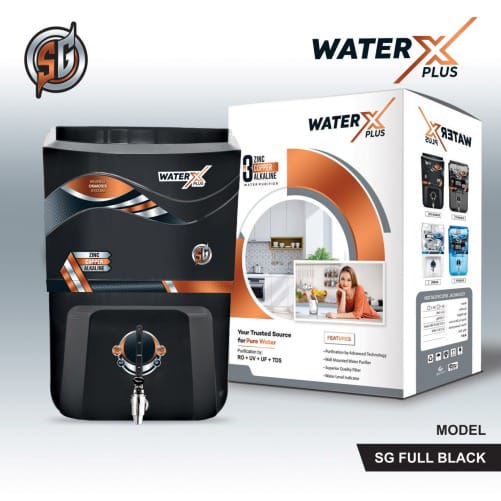 SG
WATER X
PLUS
REVERSE
OSMOSIS
SYSTEM
WATER X
PLUS
ZINC
COPPER
ALKALINE
SG
WATER X
PLUS
3 ZINC
COPPER
ALKALINE
WATER PURIFIER
Your Trusted Source
for Pure Water
Purification by:
RO + UV + UF + TDS
FEATURES
- Purification by Advanced Technology
- Wall Mounted Water Purifier
- Superior Quality Filter
- Water Level Indicator
WATER X
PLUS
MODEL
SG FULL BLACK